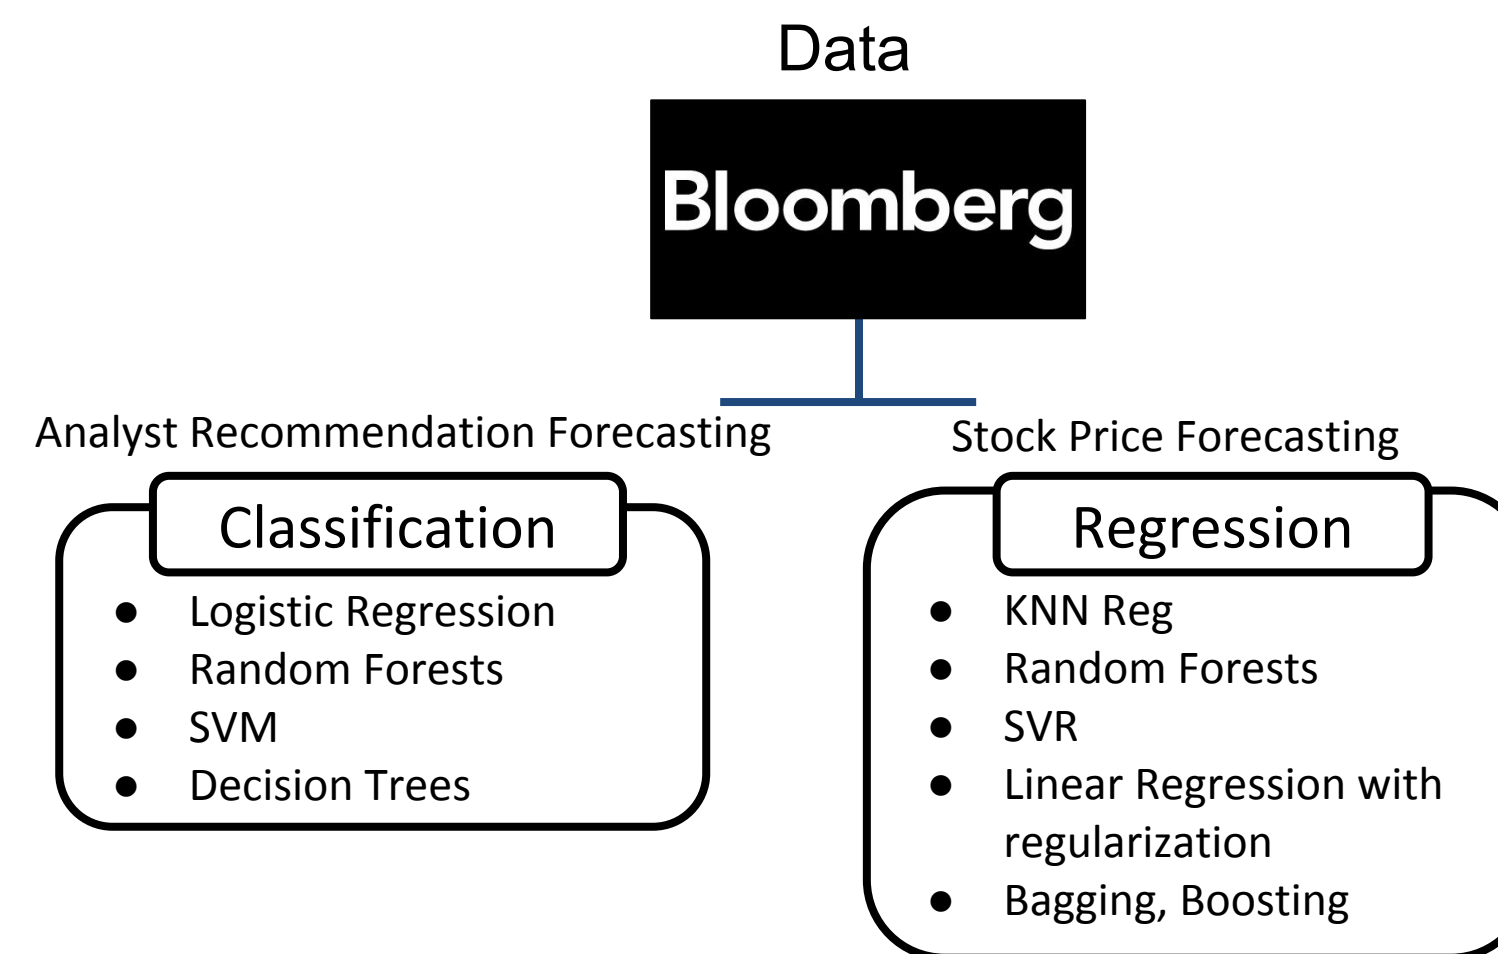 Data
Bloomberg
Analyst Recommendation Forecasting
Classification
● Logistic Regression
● Random Forests
● SVM
● Decision Trees
Stock Price Forecasting
Regression
● KNN Reg
● Random Forests
● SVR
● Linear Regression with
regularization
● Bagging, Boosting